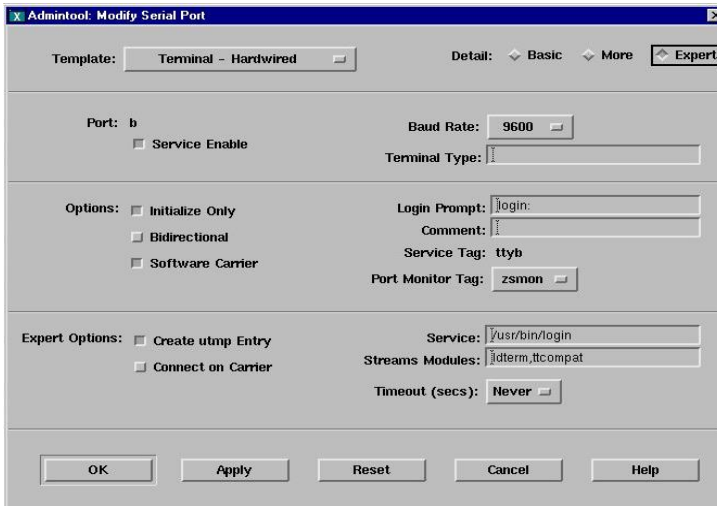 Admintool: Modify Serial Port
Template: Terminal - Hardwired Detail: Basic More Expert
Port: b Baud Rate: 9600
Service Enable
Terminal Type:
Options: Initialize Only Login Prompt: login:
Bidirectional Comment:
Software Carrier Service Tag: ttyb
Port Monitor Tag: zsmon
Expert Options: Create utmp Entry Service: /usr/bin/login
Connect on Carrier Streams Modules: ldterm,ttcompat
Timeout (secs): Never
OK Apply Reset Cancel Help